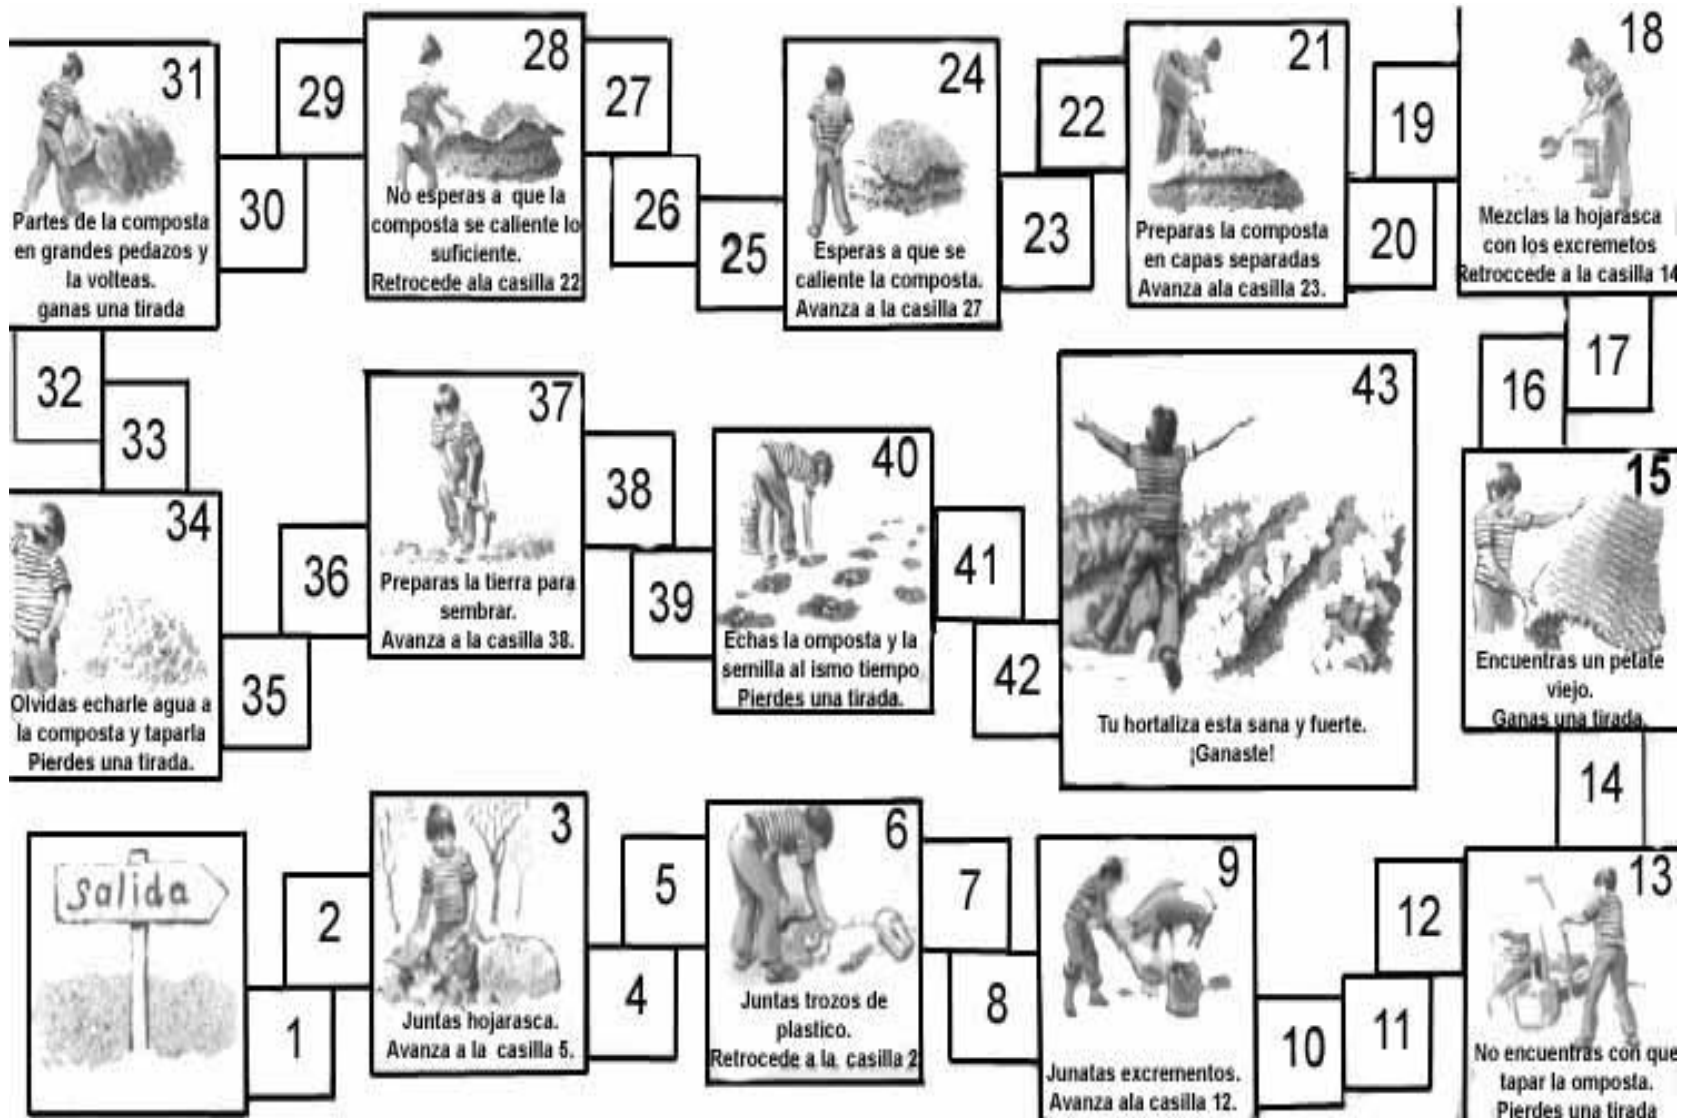 Salida
1
2
3
Juntas hojarasca.
Avanza a la casilla 5.
4
5
6
Juntas trozos de
plastico.
Retrocede a la casilla 2
7
8
9
Junatas excrementos.
Avanza ala casilla 12.
10
11
12
13
No encuentras con que
tapar la omposta.
Pierdes una tirada
14
15
Encuentras un petate
viejo.
Ganas una tirada.
16
17
18
Mezclas la hojarasca
con los excremetos
Retroccede a la casilla 14
19
20
21
Preparas la composta
en capas separadas
Avanza ala casilla 23.
22
23
24
Esperas a que se
caliente la composta.
Avanza a la casilla 27
25
26
27
28
No esperas a que la
composta se caliente lo
suficiente.
Retrocede ala casilla 22
29
30
31
Partes de la composta
en grandes pedazos y
la volteas.
ganas una tirada
32
33
34
Olvidas echarle agua a
la composta y taparla
Pierdes una tirada.
35
36
37
Preparas la tierra para
sembrar.
Avanza a la casilla 38.
38
39
40
Echas la omposta y la
semilla al ismo tiempo
Pierdes una tirada.
41
42
43
Tu hortaliza esta sana y fuerte.
¡Ganaste!